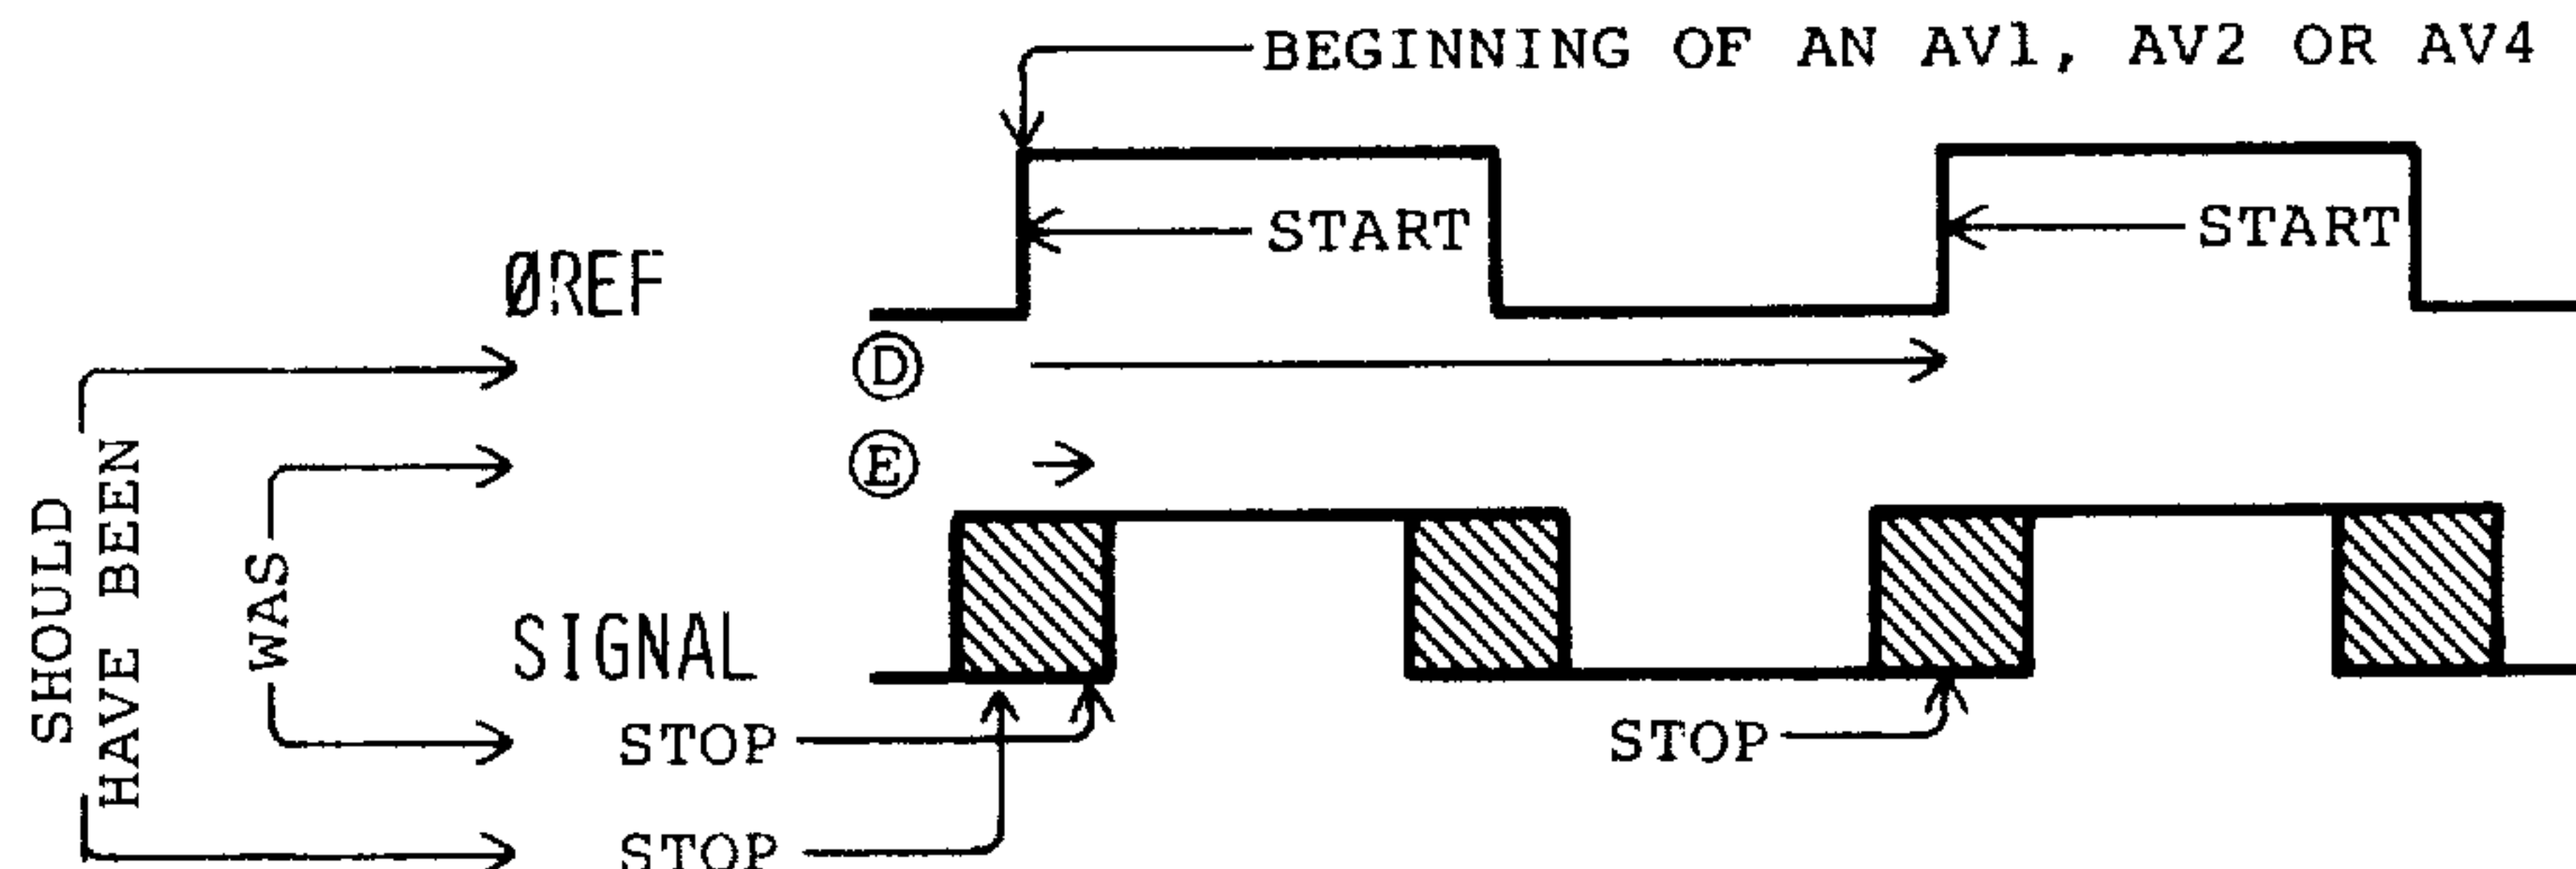 BEGINNING OF AN AV1, AV2 OR AV4
START
START
ØREF
D
E
SHOULD
HAVE BEEN
WAS
SIGNAL
STOP
STOP
STOP